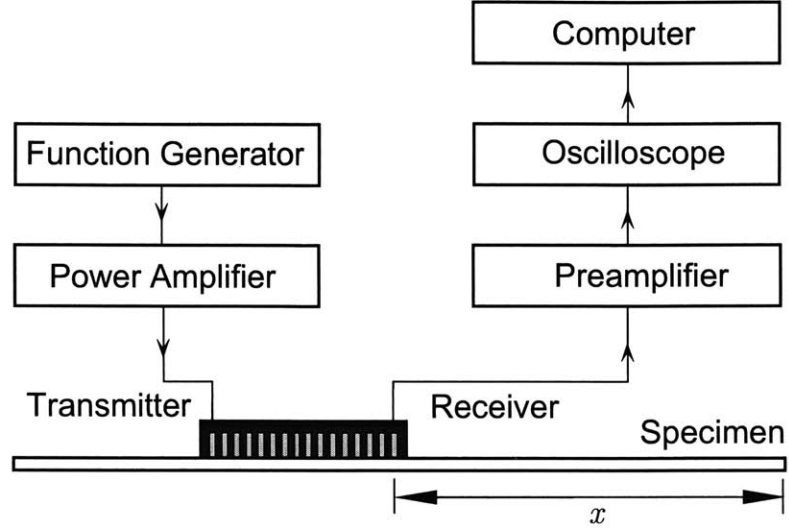 Computer
Function Generator
Oscilloscope
Power Amplifier
Preamplifier
Transmitter
Receiver
Specimen
x